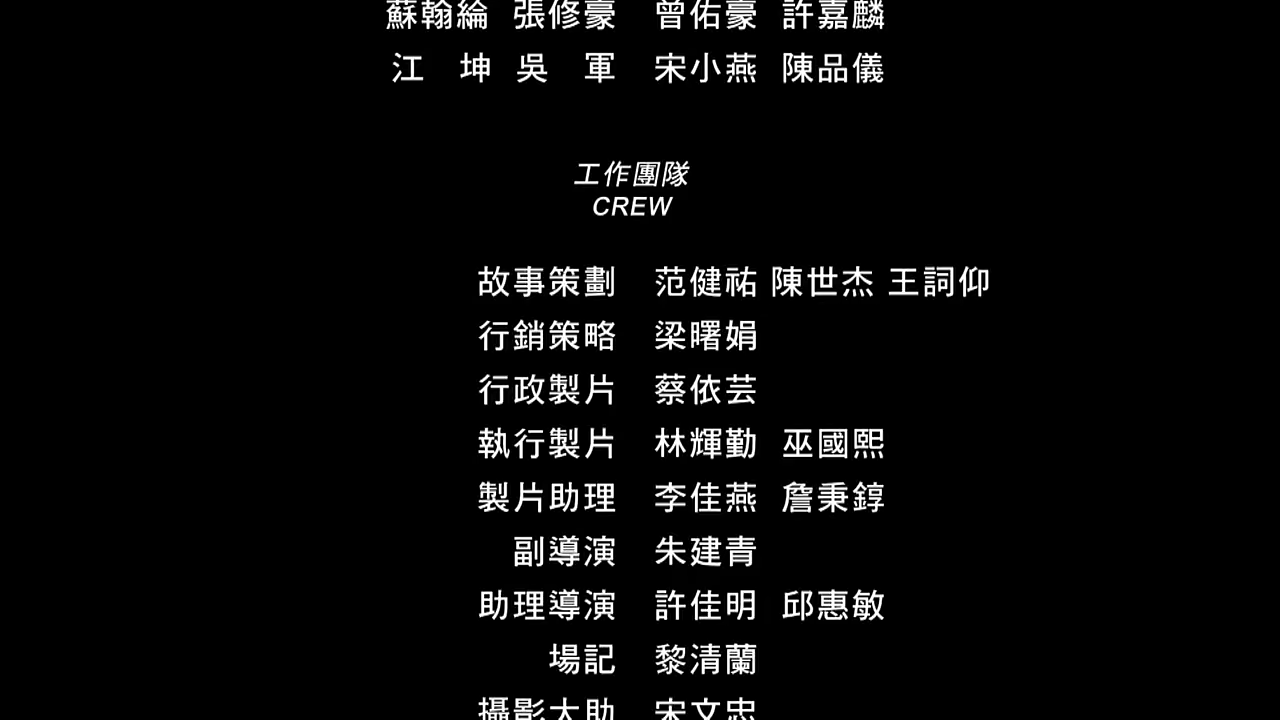 蘇翰綸 張修豪 曾佑豪 許嘉麟
江 坤 吳 軍 宋小燕 陳品儀
工作團隊
CREW
故事策劃 范健祐 陳世杰 王詞仰
行銷策略 梁曙娟
行政製片 蔡依芸
執行製片 林輝勤 巫國熙
製片助理 李佳燕 詹秉錞
副導演 朱建青
助理導演 許佳明 邱惠敏
場記 黎清蘭
攝影大助 宋文忠